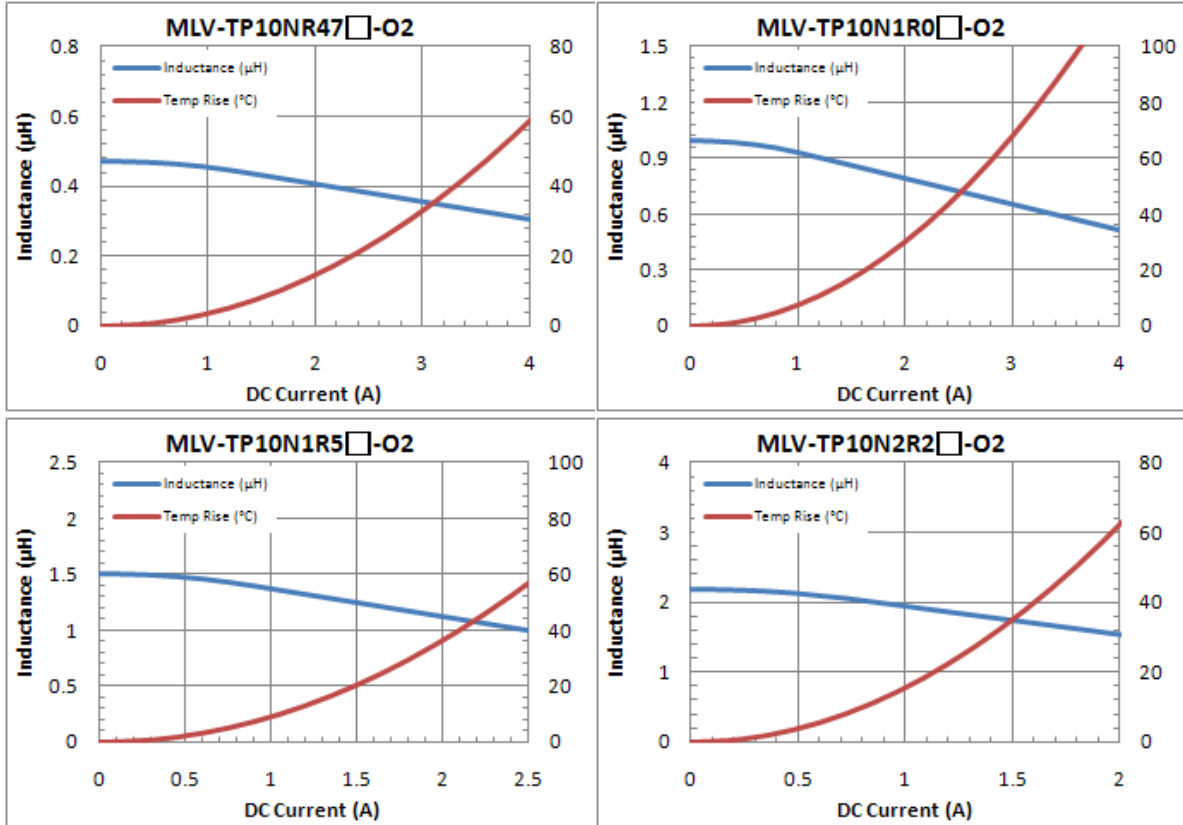 MLV-TP10NR47□-O2
Inductance (µH)
Temp Rise (°C)
0.8
0.6
0.4
0.2
0
80
60
40
20
0
Inductance (µH)
0 1 2 3 4
DC Current (A)
MLV-TP10N1R0□-O2
Inductance (µH)
Temp Rise (°C)
1.5
1.2
0.9
0.6
0.3
0
100
80
60
40
20
0
Inductance (µH)
0 1 2 3 4
DC Current (A)
MLV-TP10N1R5□-O2
Inductance (µH)
Temp Rise (°C)
2.5
2
1.5
1
0.5
0
100
80
60
40
20
0
Inductance (µH)
0 0.5 1 1.5 2 2.5
DC Current (A)
MLV-TP10N2R2□-O2
Inductance (µH)
Temp Rise (°C)
4
3
2
1
0
80
60
40
20
0
Inductance (µH)
0 0.5 1 1.5 2
DC Current (A)